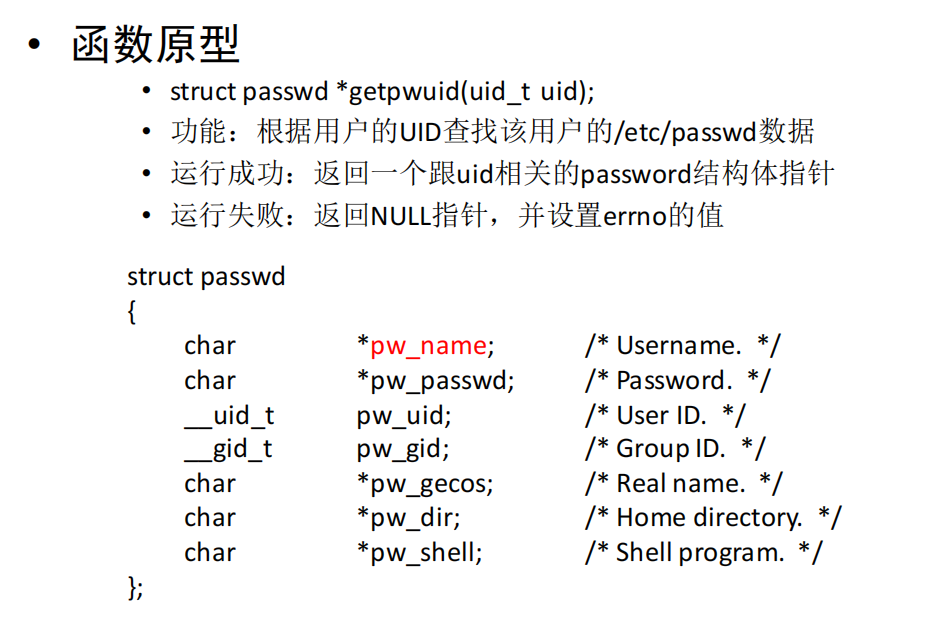 • 函数原型
• struct passwd *getpwuid(uid_t uid);
• 功能：根据用户的UID查找该用户的/etc/passwd数据
• 运行成功：返回一个跟uid相关的password结构体指针
• 运行失败：返回NULL指针，并设置errno的值
struct passwd
{
char *pw_name; /* Username. */
char *pw_passwd; /* Password. */
__uid_t pw_uid; /* User ID. */
__gid_t pw_gid; /* Group ID. */
char *pw_gecos; /* Real name. */
char *pw_dir; /* Home directory. */
char *pw_shell; /* Shell program. */
};